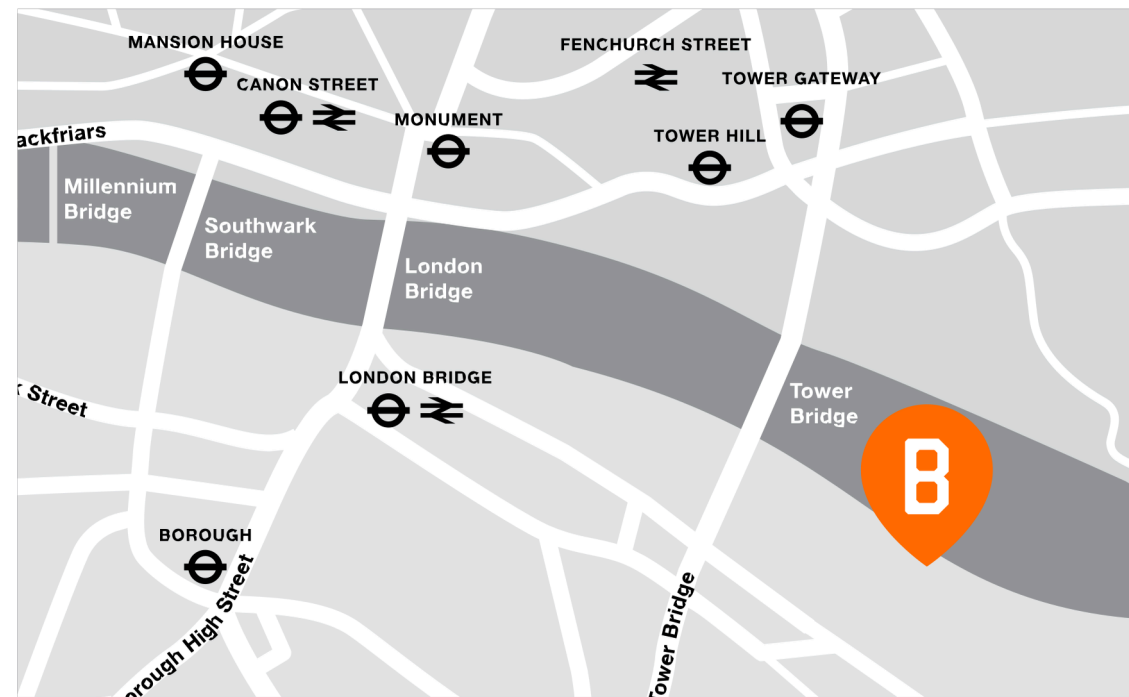 MANSION HOUSE
CANON STREET
MONUMENT
FENCHURCH STREET
TOWER GATEWAY
TOWER HILL
ackfriars
Millennium
Bridge
Southwark
Bridge
London
Bridge
LONDON BRIDGE
Tower
Bridge
B
k Street
BOROUGH
orough High Street
Tower Bridge